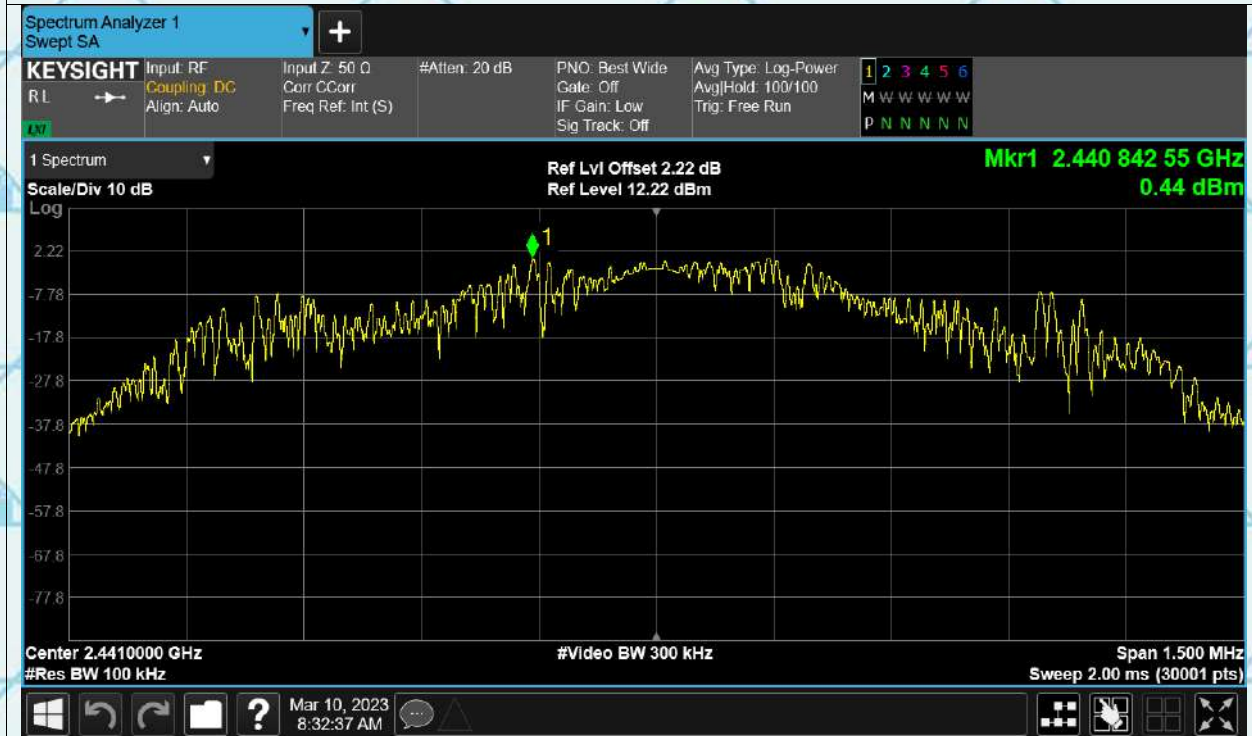 Spectrum Analyzer 1
Swept SA
+
KEYSIGHT
RL
LXI
Input: RF
Coupling: DC
Align: Auto
Input Z: 50 Ω
Corr CCorr
Freq Ref: Int (S)
#Atten: 20 dB
PNO: Best Wide
Gate: Off
IF Gain: Low
Sig Track: Off
Avg Type: Log-Power
Avg|Hold: 100/100
Trig: Free Run
1 2 3 4 5 6
M W W W W W
P N N N N N
1 Spectrum
Scale/Div 10 dB
Log
Ref Lvl Offset 2.22 dB
Ref Level 12.22 dBm
Mkr1 2.440 842 55 GHz
0.44 dBm
1
2.22
-7.78
-17.8
-27.8
-37.8
-47.8
-57.8
-67.8
-77.8
Center 2.4410000 GHz
#Res BW 100 kHz
#Video BW 300 kHz
Span 1.500 MHz
Sweep 2.00 ms (30001 pts)
?
Mar 10, 2023
8:32:37 AM